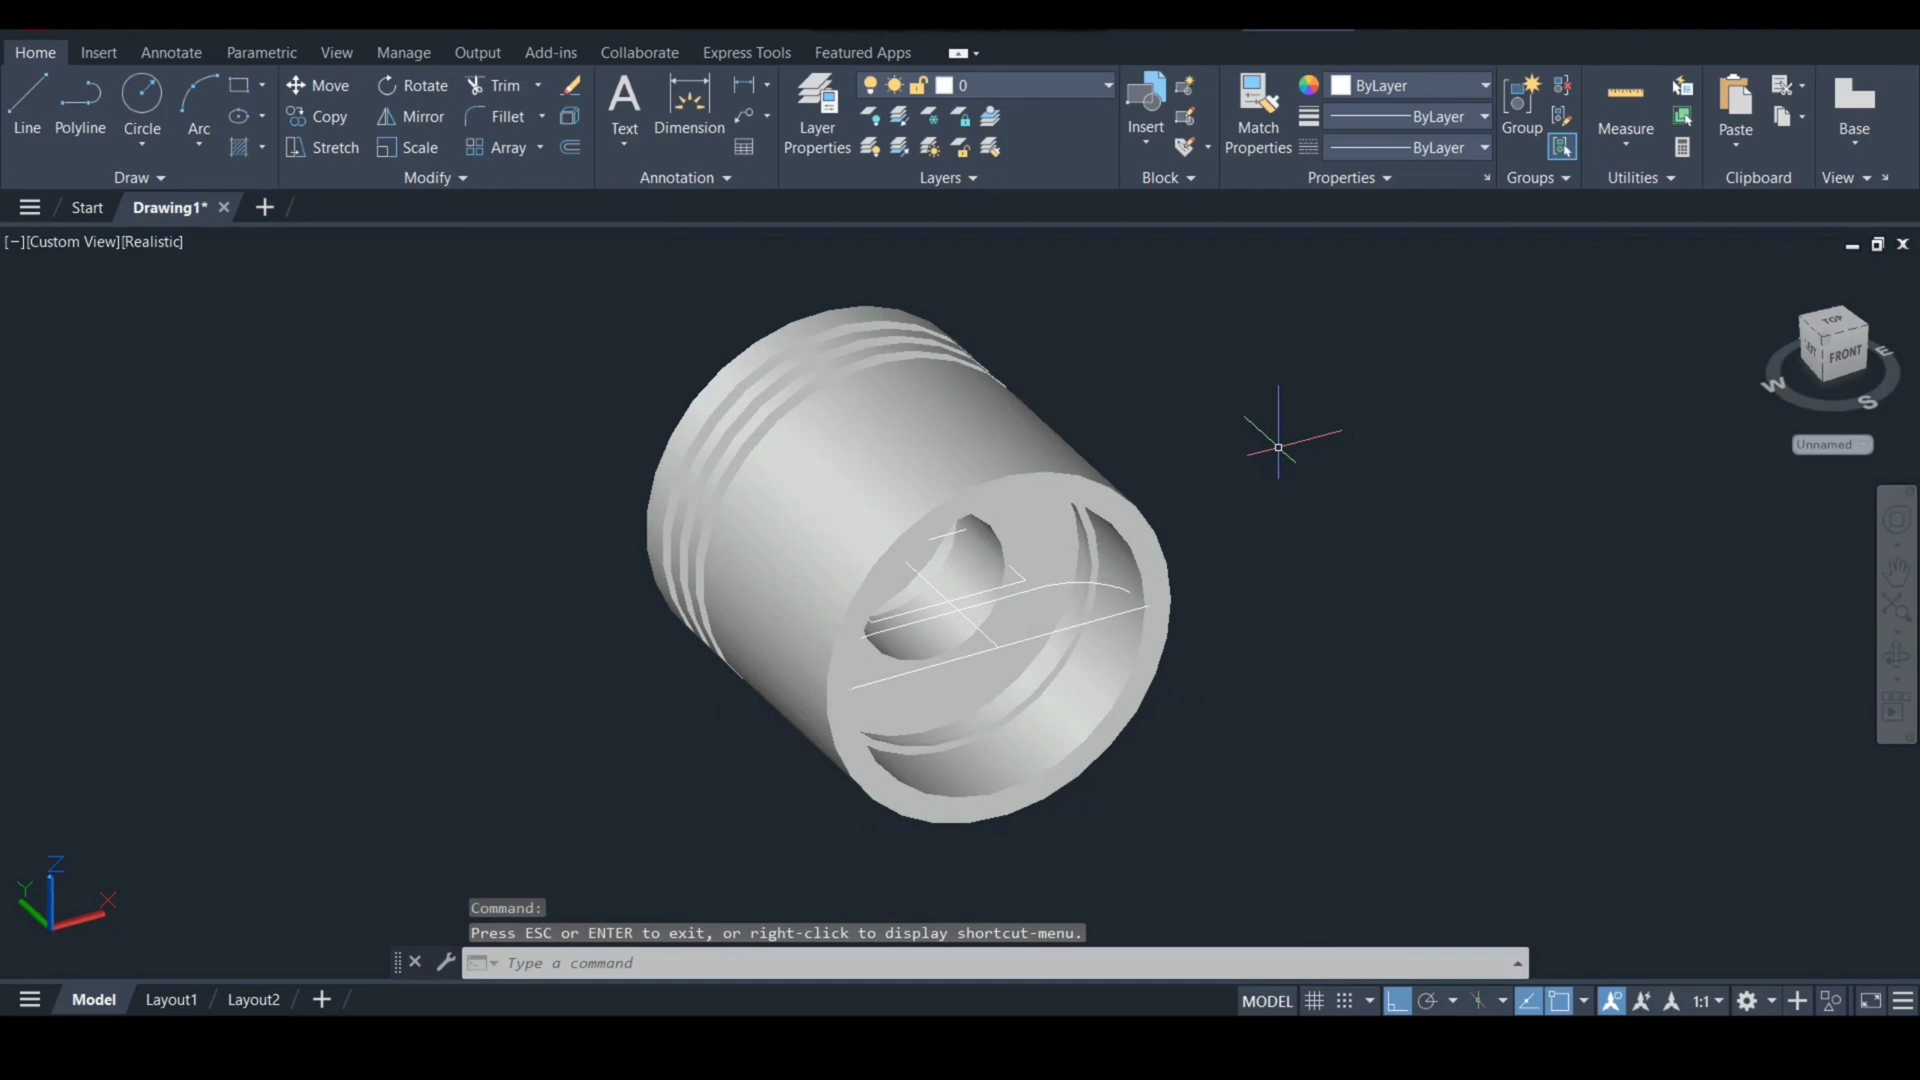 Home Insert Annotate Parametric View Manage Output Add-ins Collaborate Express Tools Featured Apps
Line Polyline Circle Arc
Move Rotate Trim
Copy Mirror Fillet
Stretch Scale Array
Text Dimension
Layer Properties
0
Insert
Match Properties
ByLayer
ByLayer
ByLayer
Group
Measure
Paste
Base
Draw Modify Annotation Layers Block Properties Groups Utilities Clipboard View
Start Drawing1*
[−][Custom View][Realistic]
TOP
FRONT
E
W
S
Unnamed
Z
Y
X
Command:
Press ESC or ENTER to exit, or right-click to display shortcut-menu.
Type a command
Model Layout1 Layout2
MODEL 1:1